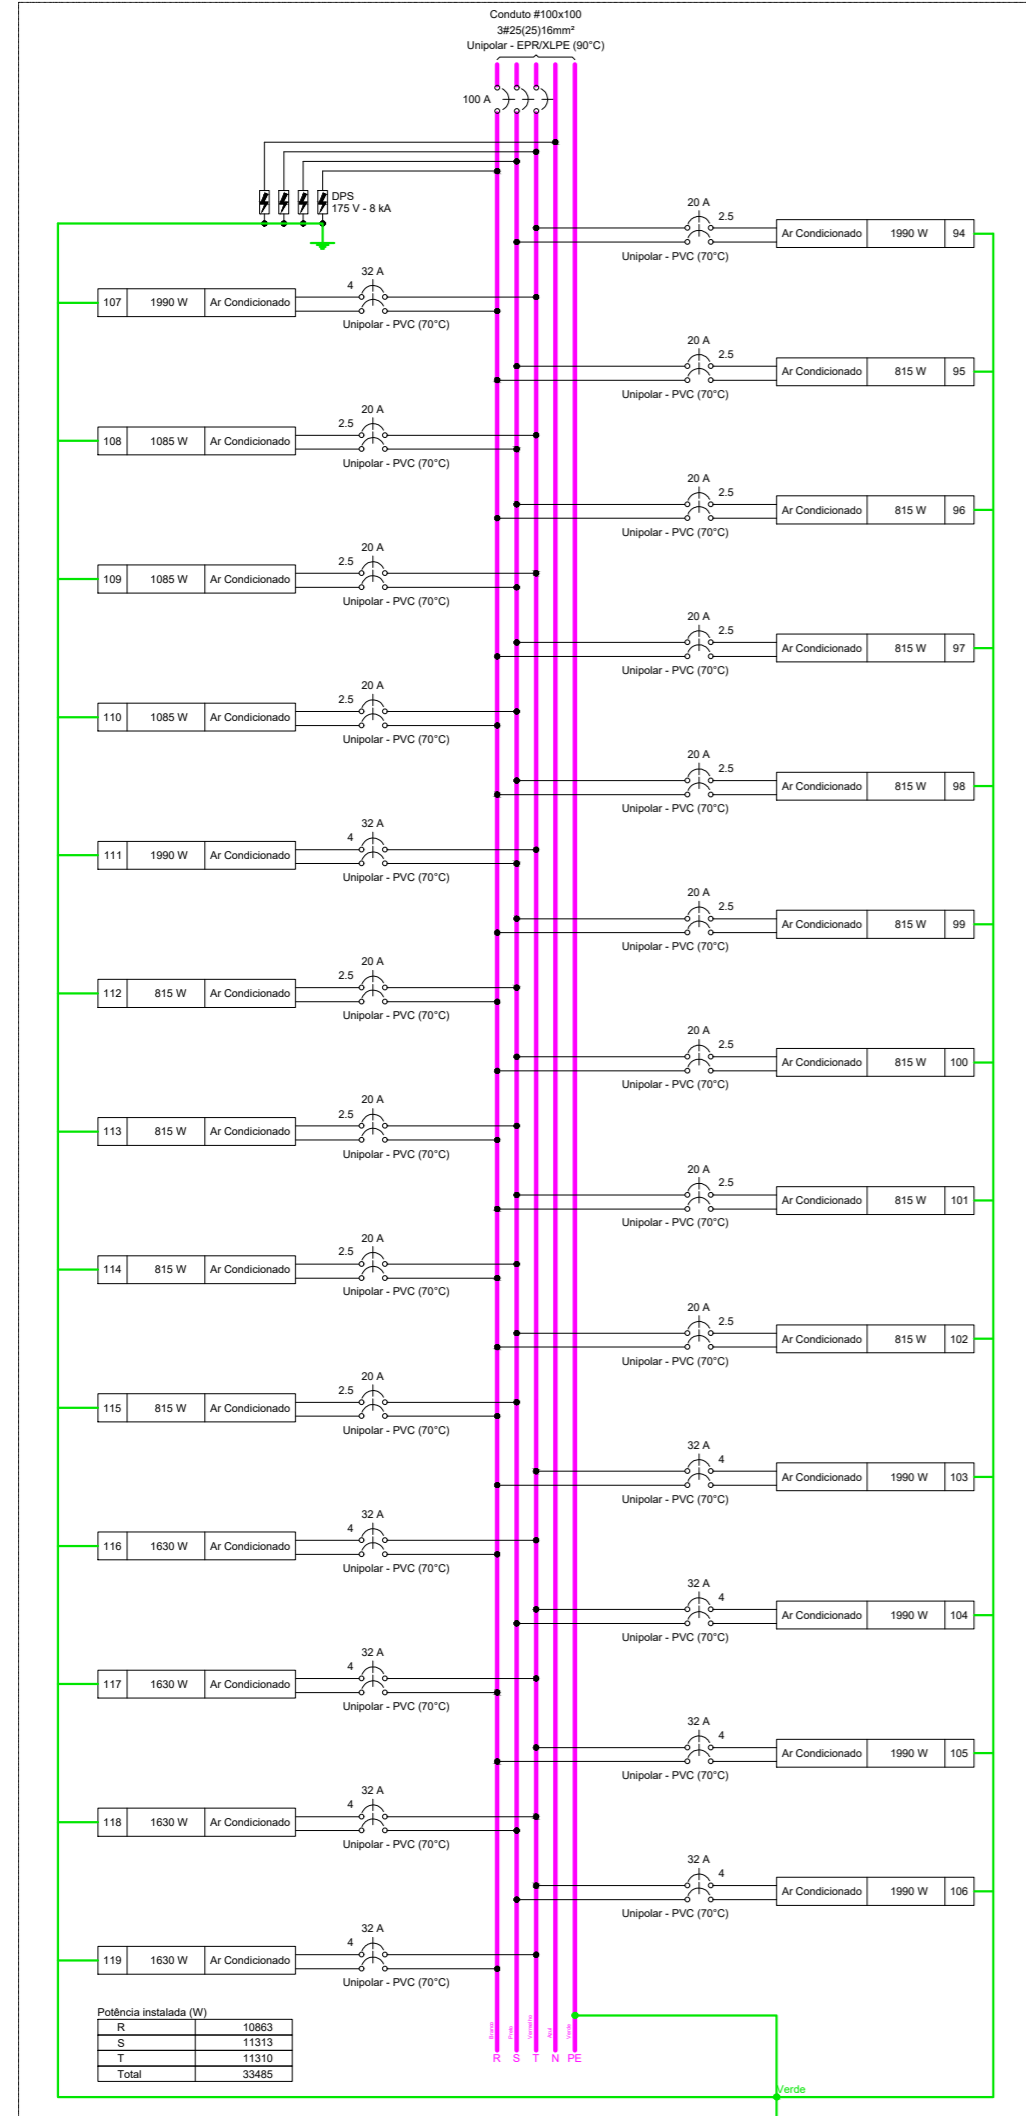 Conduto #100x100
3#25(25)16mm²
Unipolar - EPR/XLPE (90°C)
100 A
DPS
175 V - 8 kA
20 A
2.5
Ar Condicionado 1990 W 94
Unipolar - PVC (70°C)
32 A
4
107 1990 W Ar Condicionado
Unipolar - PVC (70°C)
20 A
2.5
Ar Condicionado 815 W 95
Unipolar - PVC (70°C)
20 A
2.5
108 1085 W Ar Condicionado
Unipolar - PVC (70°C)
20 A
2.5
Ar Condicionado 815 W 96
Unipolar - PVC (70°C)
20 A
2.5
109 1085 W Ar Condicionado
Unipolar - PVC (70°C)
20 A
2.5
Ar Condicionado 815 W 97
Unipolar - PVC (70°C)
20 A
2.5
110 1085 W Ar Condicionado
Unipolar - PVC (70°C)
20 A
2.5
Ar Condicionado 815 W 98
Unipolar - PVC (70°C)
32 A
4
111 1990 W Ar Condicionado
Unipolar - PVC (70°C)
20 A
2.5
Ar Condicionado 815 W 99
Unipolar - PVC (70°C)
20 A
2.5
112 815 W Ar Condicionado
Unipolar - PVC (70°C)
20 A
2.5
Ar Condicionado 815 W 100
Unipolar - PVC (70°C)
20 A
2.5
113 815 W Ar Condicionado
Unipolar - PVC (70°C)
20 A
2.5
Ar Condicionado 815 W 101
Unipolar - PVC (70°C)
20 A
2.5
114 815 W Ar Condicionado
Unipolar - PVC (70°C)
20 A
2.5
Ar Condicionado 815 W 102
Unipolar - PVC (70°C)
20 A
2.5
115 815 W Ar Condicionado
Unipolar - PVC (70°C)
32 A
4
Ar Condicionado 1990 W 103
Unipolar - PVC (70°C)
32 A
4
116 1630 W Ar Condicionado
Unipolar - PVC (70°C)
32 A
4
Ar Condicionado 1990 W 104
Unipolar - PVC (70°C)
32 A
4
117 1630 W Ar Condicionado
Unipolar - PVC (70°C)
32 A
4
Ar Condicionado 1990 W 105
Unipolar - PVC (70°C)
32 A
4
118 1630 W Ar Condicionado
Unipolar - PVC (70°C)
32 A
4
Ar Condicionado 1990 W 106
Unipolar - PVC (70°C)
32 A
4
119 1630 W Ar Condicionado
Unipolar - PVC (70°C)
Potência instalada (W)
R 10863
S 11313
T 11310
Total 33485
Branco
Preto
Vermelho
Azul
Verde
R S T N PE
Verde